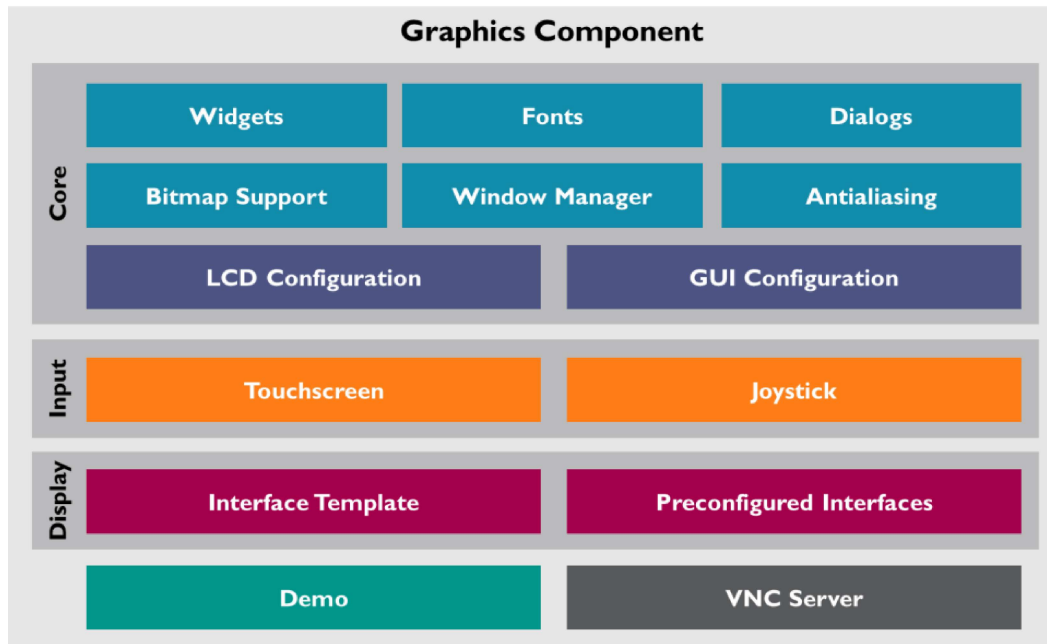 Graphics Component
Core
Widgets
Fonts
Dialogs
Bitmap Support
Window Manager
Antialiasing
LCD Configuration
GUI Configuration
Input
Touchscreen
Joystick
Display
Interface Template
Preconfigured Interfaces
Demo
VNC Server